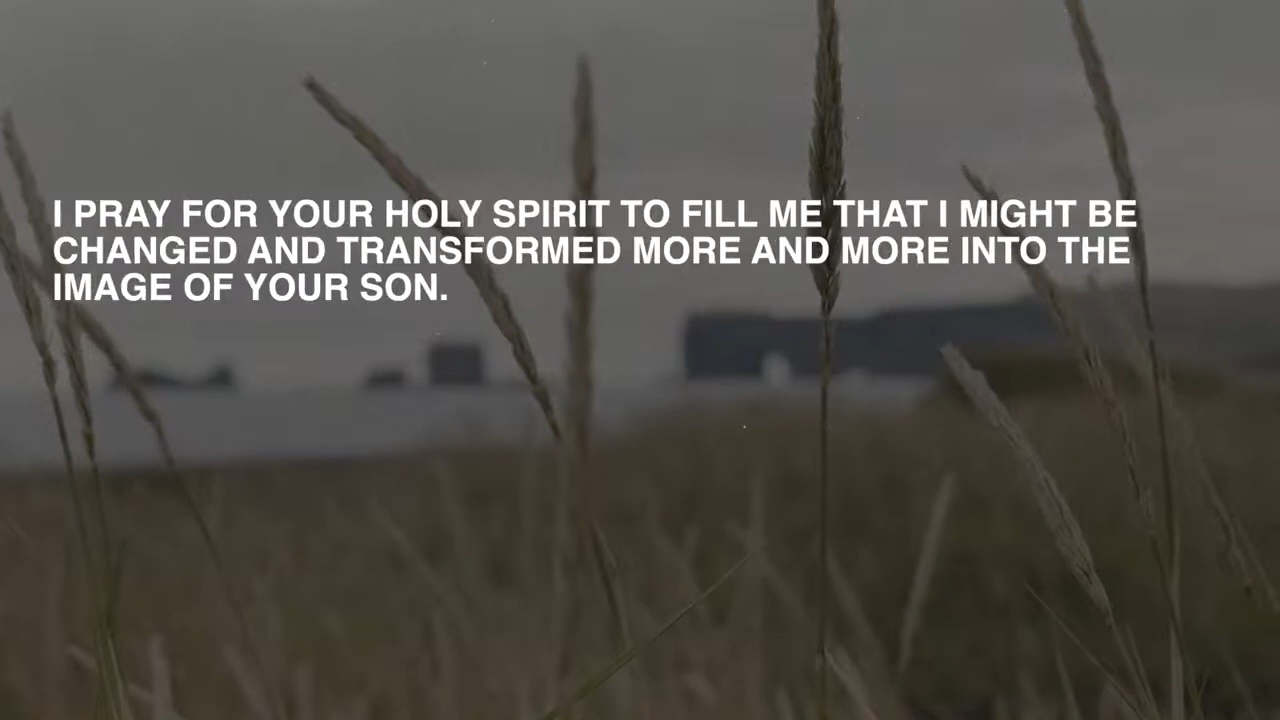 I PRAY FOR YOUR HOLY SPIRIT TO FILL ME THAT I MIGHT BE
CHANGED AND TRANSFORMED MORE AND MORE INTO THE
IMAGE OF YOUR SON.